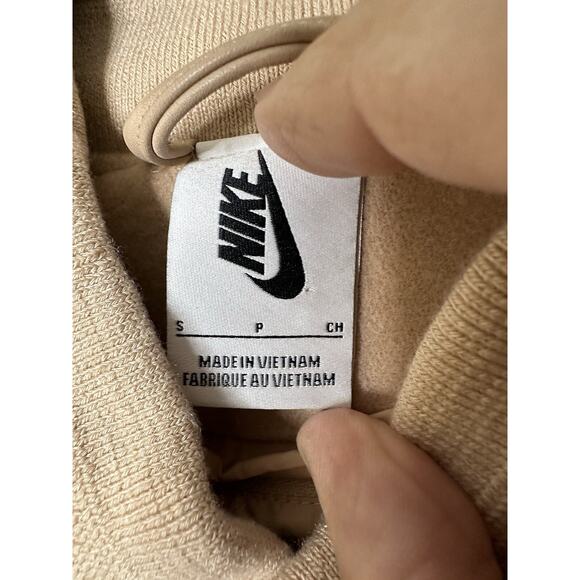 NIKE
S P CH
MADE IN VIETNAM
FABRIQUE AU VIETNAM